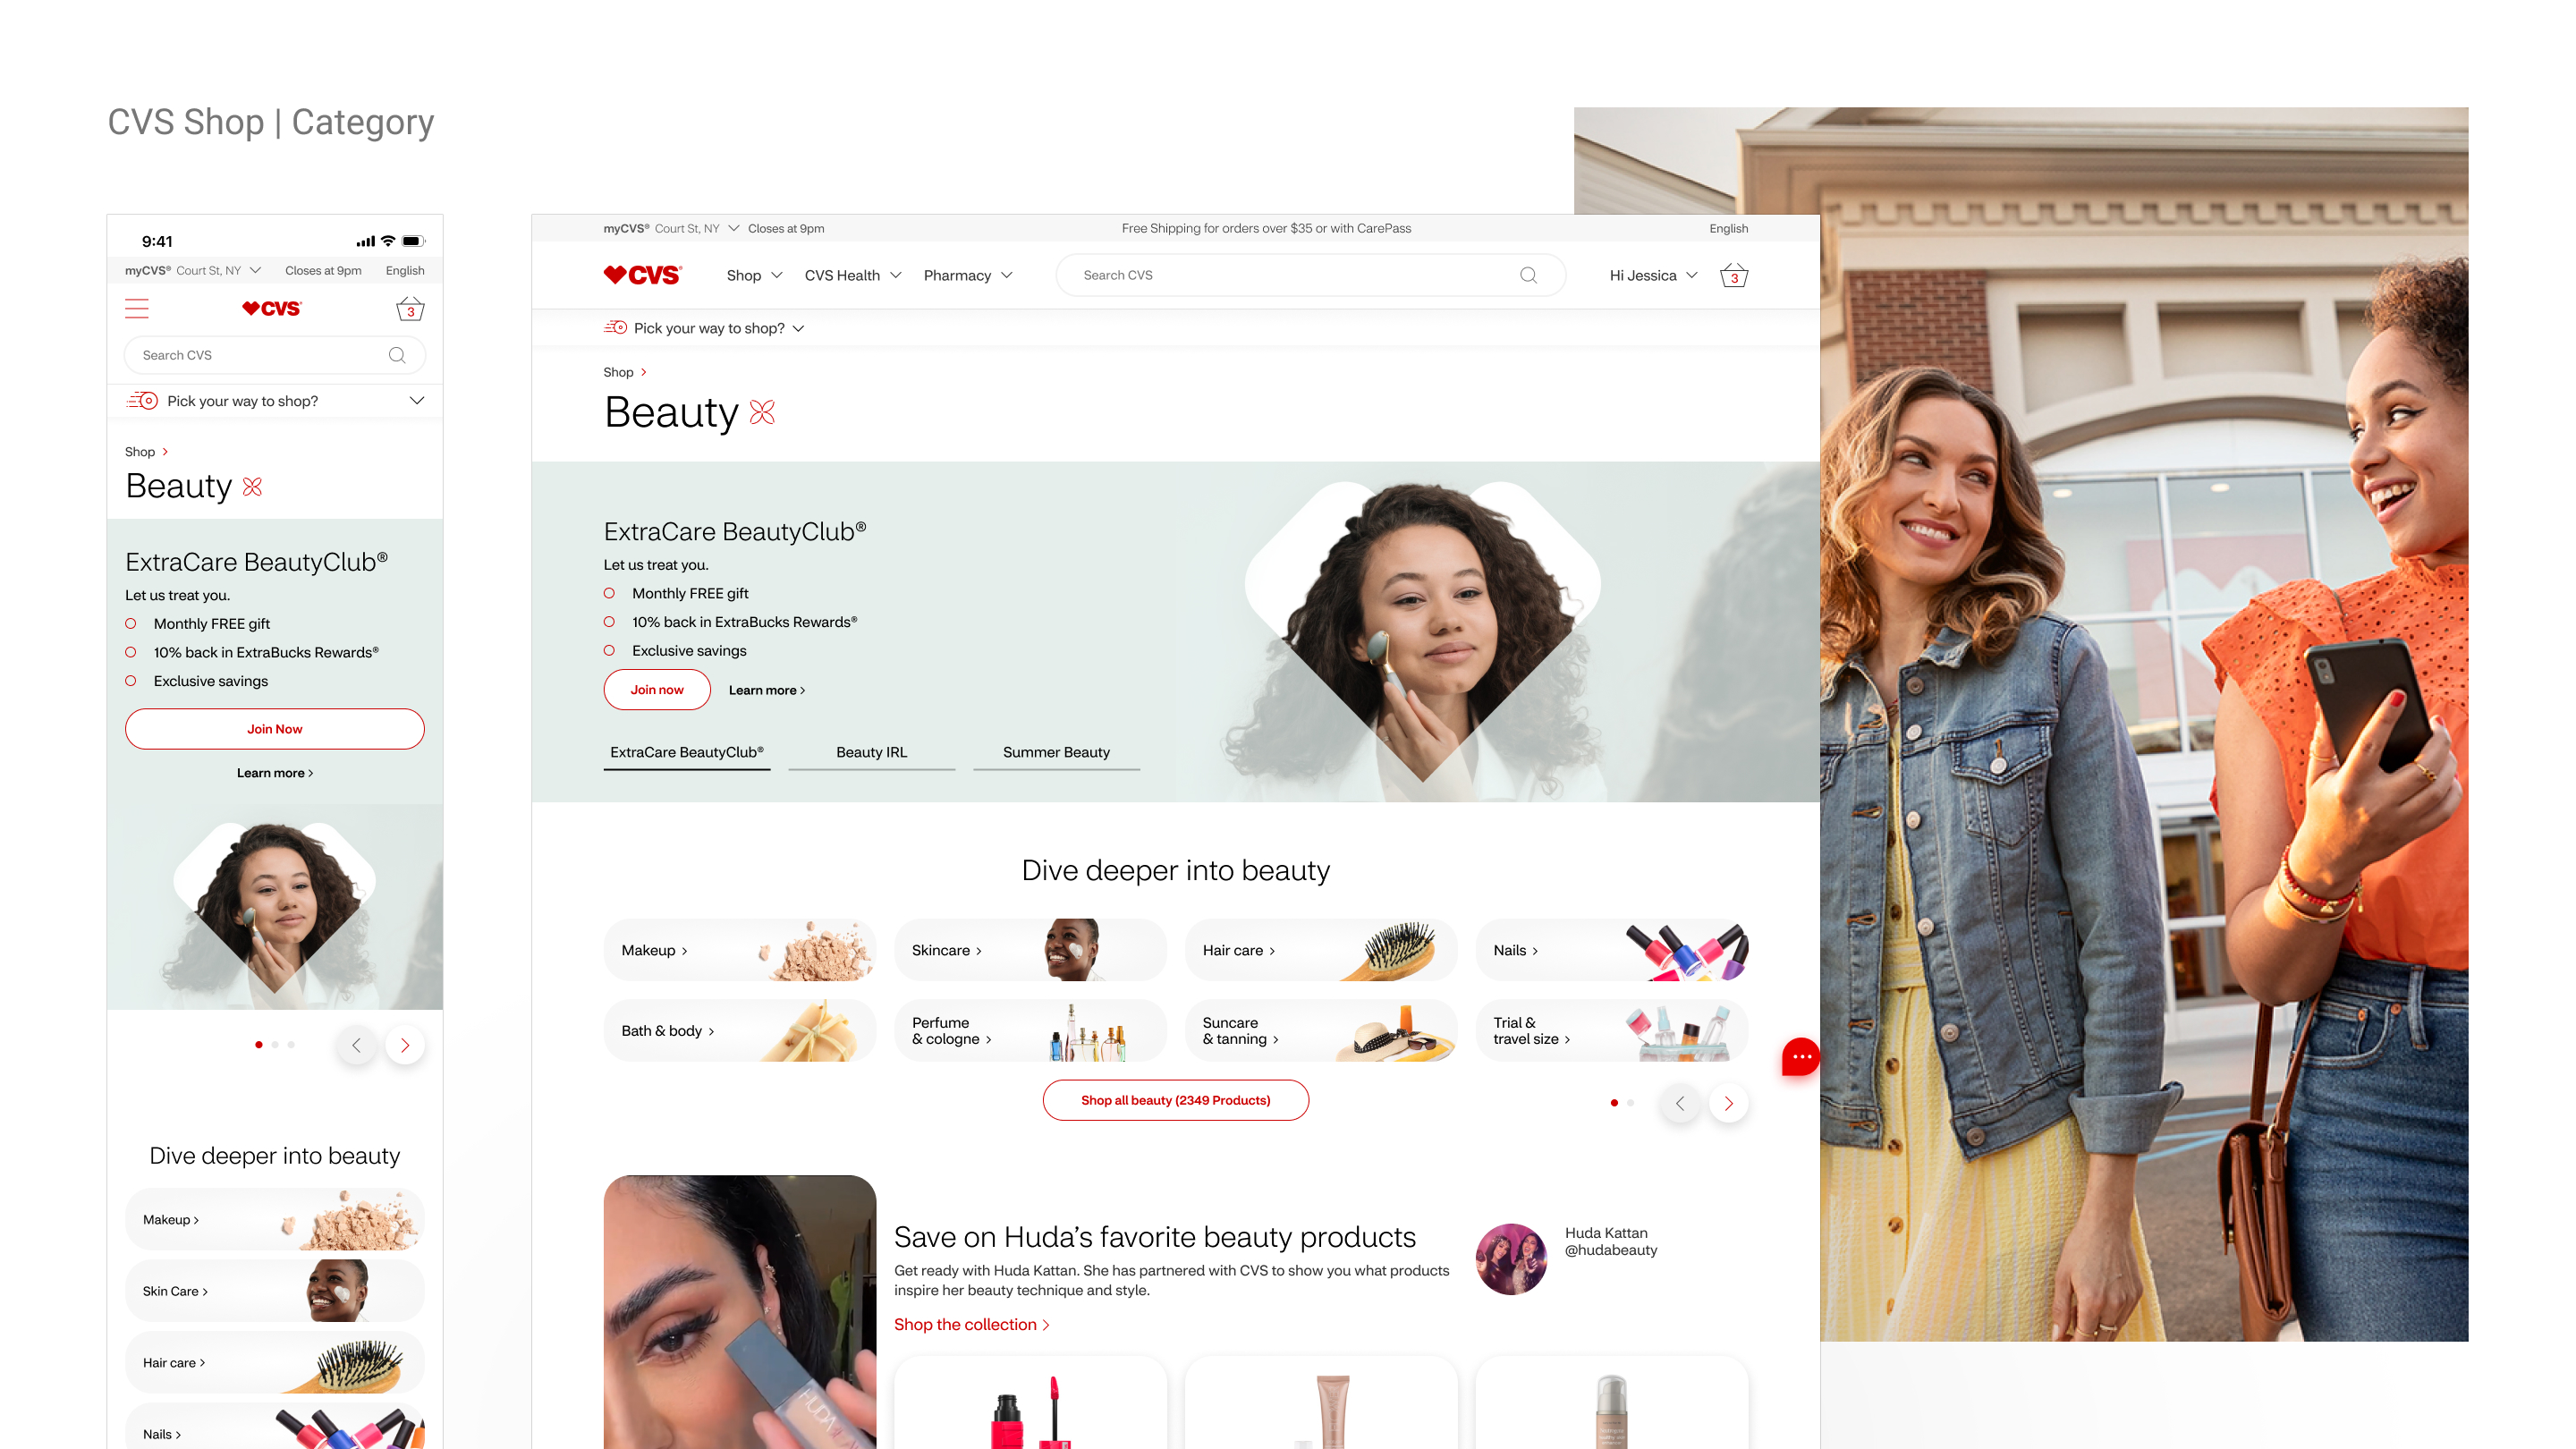 CVS Shop | Category
9:41
myCVS® Court St, NY Closes at 9pm English
CVS®
3
Search CVS
Pick your way to shop?
Shop
Beauty
ExtraCare BeautyClub®
Let us treat you.
Monthly FREE gift
10% back in ExtraBucks Rewards®
Exclusive savings
Join Now
Learn more
Dive deeper into beauty
Makeup
Skin Care
Hair care
Nails
myCVS® Court St, NY Closes at 9pm Free Shipping for orders over $35 or with CarePass English
CVS® Shop CVS Health Pharmacy Search CVS Hi Jessica 3
Pick your way to shop?
Shop
Beauty
ExtraCare BeautyClub®
Let us treat you.
Monthly FREE gift
10% back in ExtraBucks Rewards®
Exclusive savings
Join now Learn more
ExtraCare BeautyClub® Beauty IRL Summer Beauty
Dive deeper into beauty
Makeup Skincare Hair care Nails
Bath & body
Perfume
& cologne
Suncare
& tanning
Trial &
travel size
Shop all beauty (2349 Products)
Save on Huda’s favorite beauty products
Get ready with Huda Kattan. She has partnered with CVS to show you what products
inspire her beauty technique and style.
Shop the collection
Huda Kattan
@hudabeauty